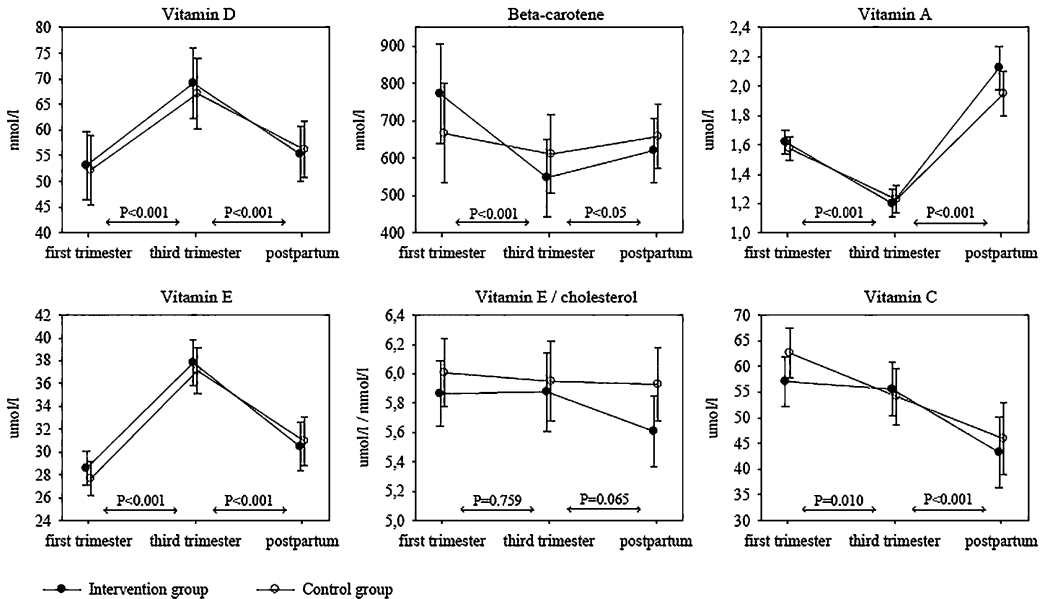 Vitamin D
80
75
70
65
60
55
50
45
40
nmol/l
P<0.001 P<0.001
first trimester third trimester postpartum
Beta-carotene
900
800
700
600
500
400
nmol/l
P<0.001 P<0.05
first trimester third trimester postpartum
Vitamin A
2,4
2,2
2,0
1,8
1,6
1,4
1,2
1,0
umol/l
P<0.001 P<0.001
first trimester third trimester postpartum
Vitamin E
42
40
38
36
34
32
30
28
26
24
umol/l
P<0.001 P<0.001
first trimester third trimester postpartum
Vitamin E / cholesterol
6,4
6,2
6,0
5,8
5,6
5,4
5,2
5,0
umol/l / mmol/l
P=0.759 P=0.065
first trimester third trimester postpartum
Vitamin C
70
65
60
55
50
45
40
35
30
umol/l
P=0.010 P<0.001
first trimester third trimester postpartum
Intervention group Control group